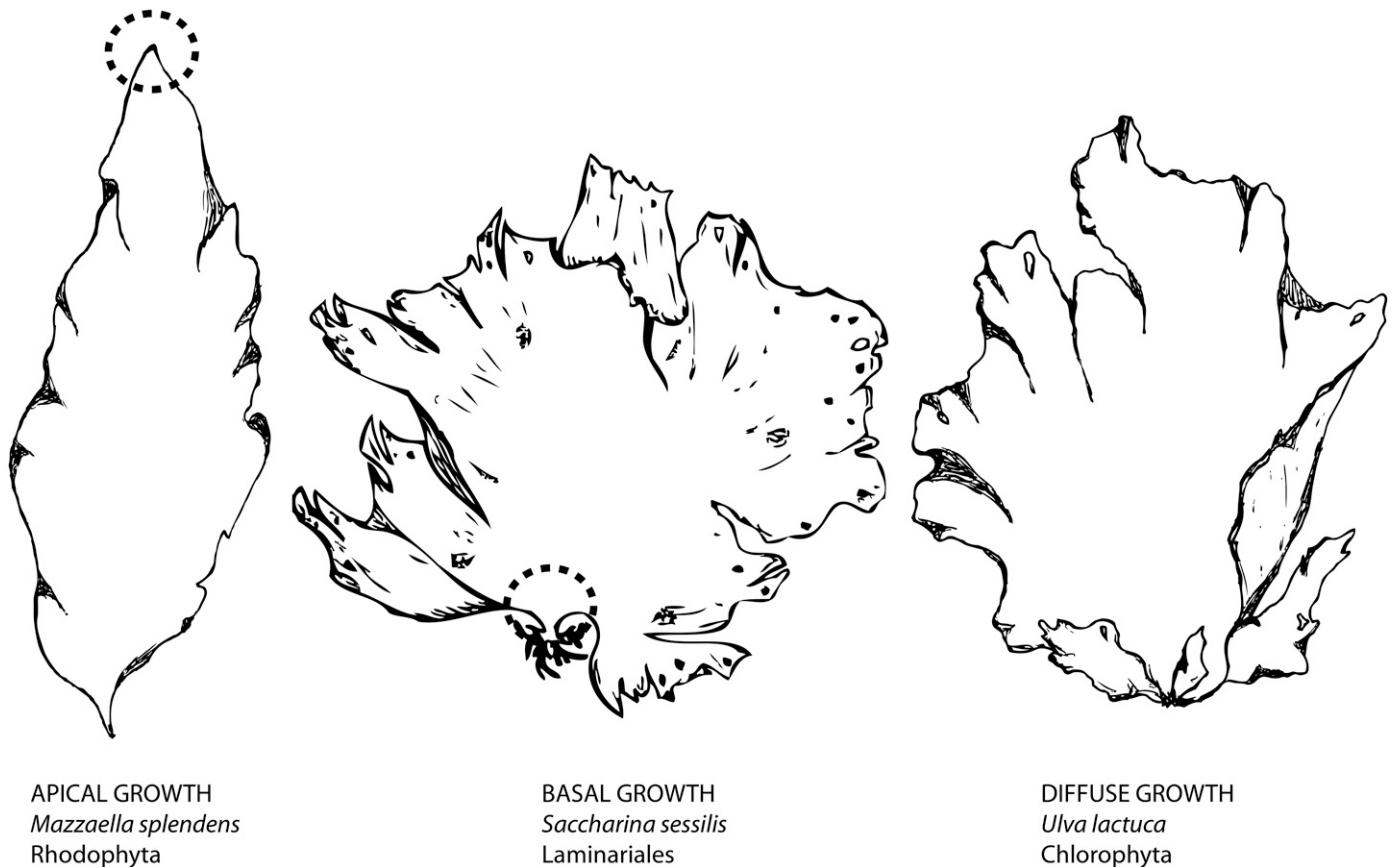 APICAL GROWTH
Mazzaella splendens
Rhodophyta
BASAL GROWTH
Saccharina sessilis
Laminariales
DIFFUSE GROWTH
Ulva lactuca
Chlorophyta